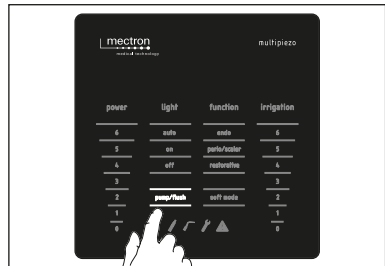 mectron
medical technology
multipiezo
power light function irrigation
6 auto endo 6
5 on perio/scaler 5
4 off restorative 4
3 3
2 pump/flush soft mode 2
1 1
0 0